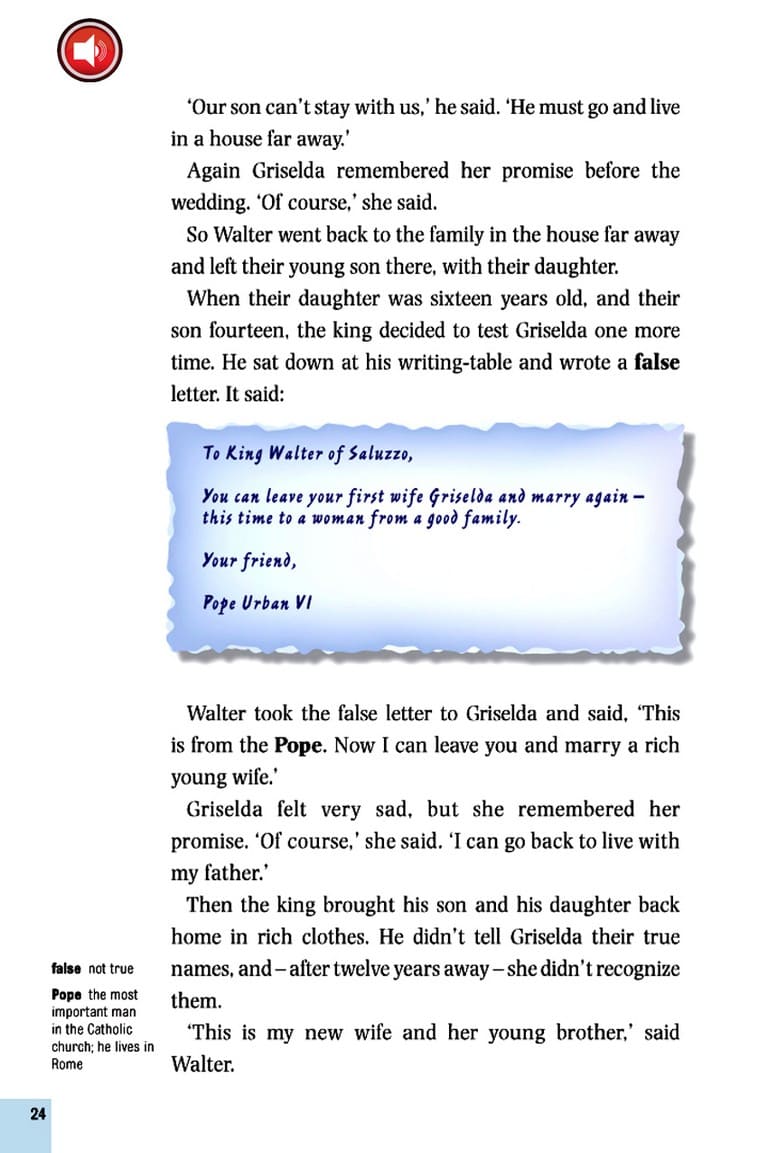 ‘Our son can’t stay with us,’ he said. ‘He must go and live
in a house far away.’
Again Griselda remembered her promise before the
wedding. ‘Of course,’ she said.
So Walter went back to the family in the house far away
and left their young son there, with their daughter.
When their daughter was sixteen years old, and their
son fourteen, the king decided to test Griselda one more
time. He sat down at his writing-table and wrote a false
letter. It said:
To King Walter of Saluzzo,
You can leave your first wife Griselda and marry again –
this time to a woman from a good family.
Your friend,
Pope Urban VI
Walter took the false letter to Griselda and said, ‘This
is from the Pope. Now I can leave you and marry a rich
young wife.’
Griselda felt very sad, but she remembered her
promise. ‘Of course,’ she said. ‘I can go back to live with
my father.’
Then the king brought his son and his daughter back
home in rich clothes. He didn’t tell Griselda their true
names, and – after twelve years away – she didn’t recognize
them.
‘This is my new wife and her young brother,’ said
Walter.
false not true
Pope the most
important man
in the Catholic
church; he lives in
Rome
24